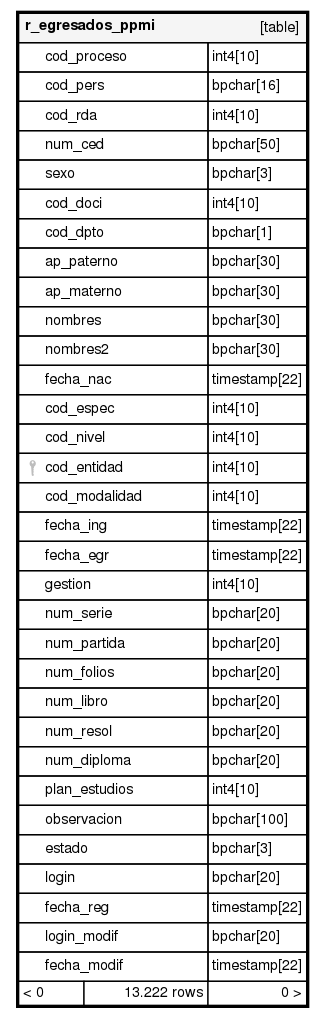 r_egresados_ppmi [table]
cod_proceso int4[10]
cod_pers bpchar[16]
cod_rda int4[10]
num_ced bpchar[50]
sexo bpchar[3]
cod_doci int4[10]
cod_dpto bpchar[1]
ap_paterno bpchar[30]
ap_materno bpchar[30]
nombres bpchar[30]
nombres2 bpchar[30]
fecha_nac timestamp[22]
cod_espec int4[10]
cod_nivel int4[10]
cod_entidad int4[10]
cod_modalidad int4[10]
fecha_ing timestamp[22]
fecha_egr timestamp[22]
gestion int4[10]
num_serie bpchar[20]
num_partida bpchar[20]
num_folios bpchar[20]
num_libro bpchar[20]
num_resol bpchar[20]
num_diploma bpchar[20]
plan_estudios int4[10]
observacion bpchar[100]
estado bpchar[3]
login bpchar[20]
fecha_reg timestamp[22]
login_modif bpchar[20]
fecha_modif timestamp[22]
< 0 13.222 rows 0 >